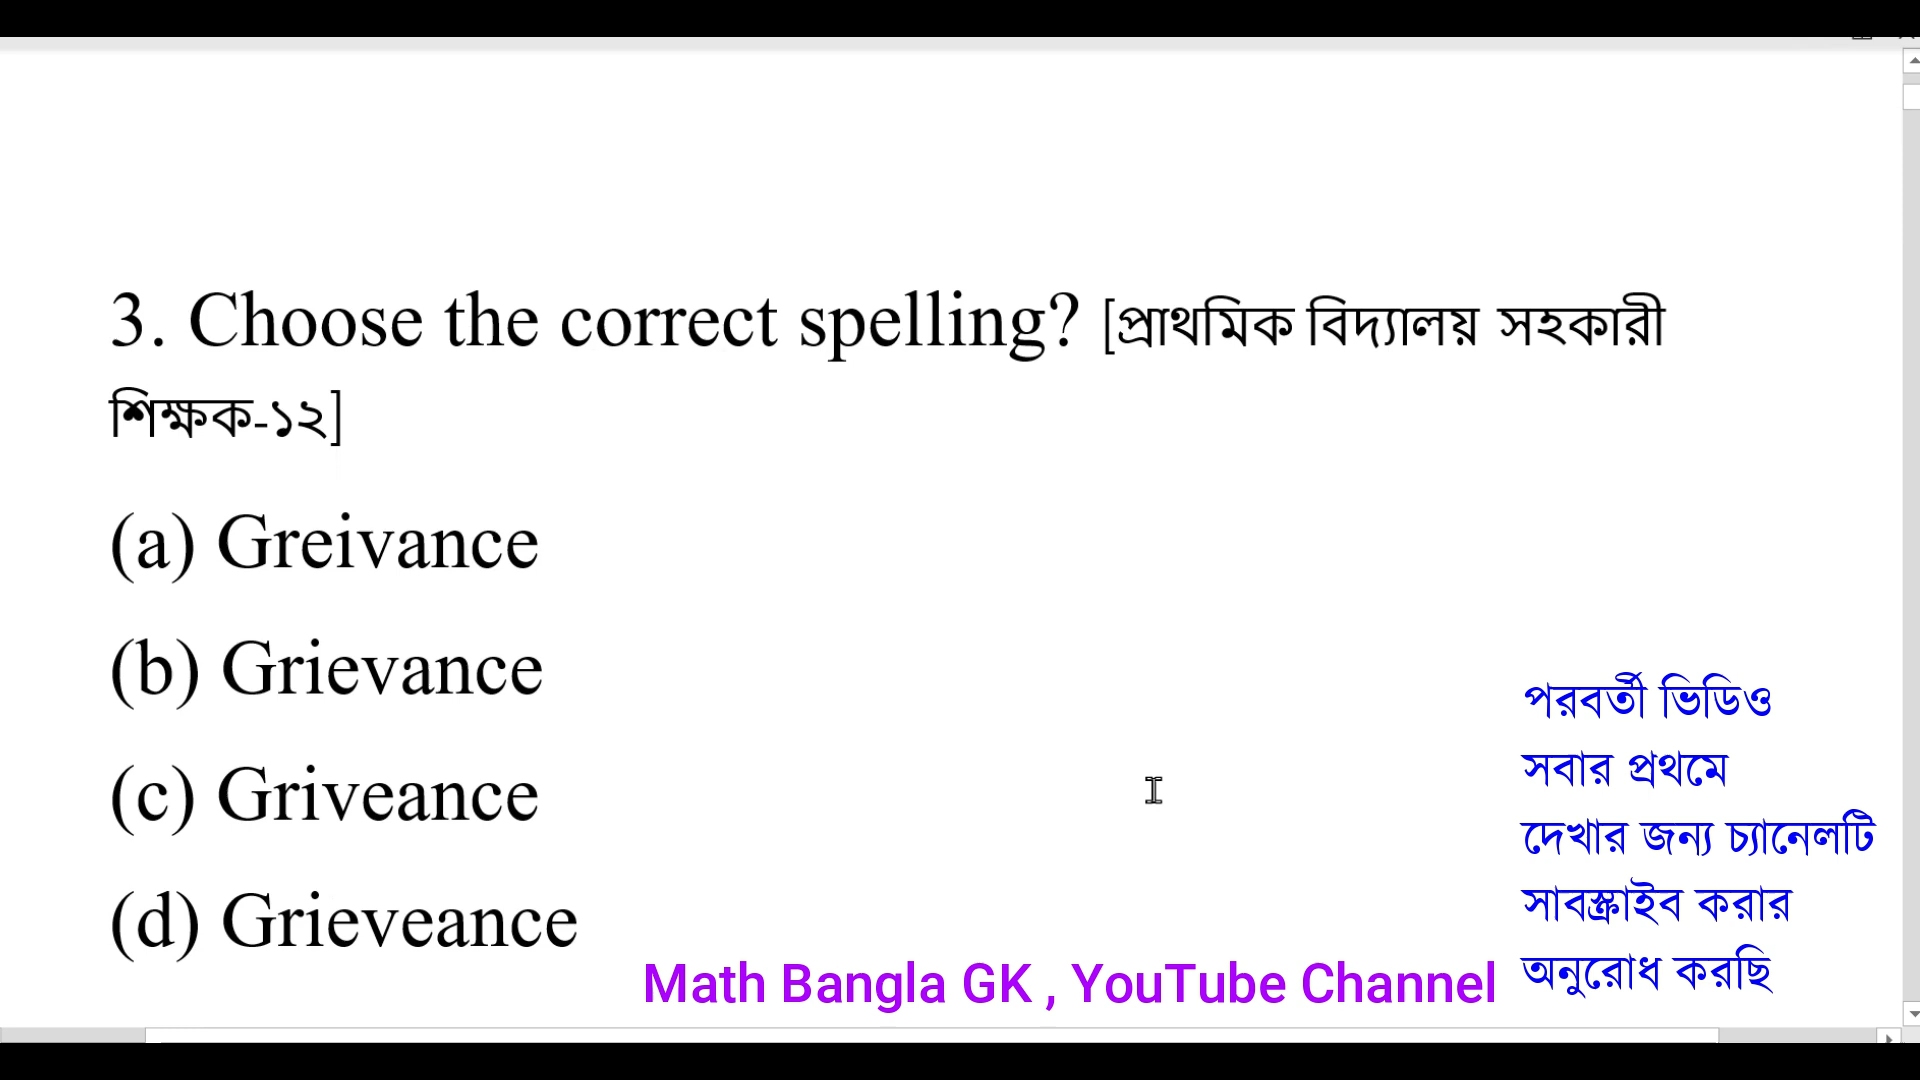 3. Choose the correct spelling? [প্রাথমিক বিদ্যালয় সহকারী
শিক্ষক-১২]
(a) Greivance
(b) Grievance
(c) Griveance
(d) Grieveance
পরবর্তী ভিডিও
সবার প্রথমে
দেখার জন্য চ্যানেলটি
সাবস্ক্রাইব করার
অনুরোধ করছি
Math Bangla GK , YouTube Channel